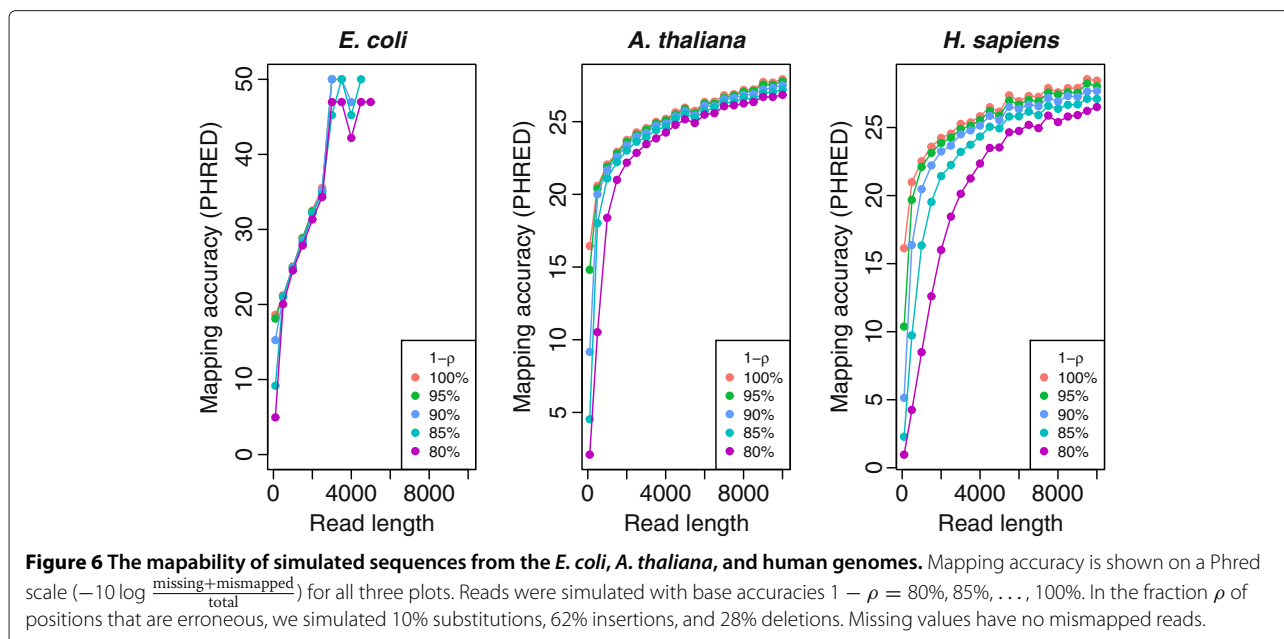 E. coli
A. thaliana
H. sapiens
Mapping accuracy (PHRED)
50
40
30
20
10
0
0
4000
8000
Read length
1−ρ
100%
95%
90%
85%
80%
Mapping accuracy (PHRED)
25
20
15
10
5
0
4000
8000
Read length
1−ρ
100%
95%
90%
85%
80%
Mapping accuracy (PHRED)
25
20
15
10
5
0
0
4000
8000
Read length
1−ρ
100%
95%
90%
85%
80%
Figure 6 The mapability of simulated sequences from the E. coli, A. thaliana, and human genomes. Mapping accuracy is shown on a Phred
scale (−10 log missing+mismapped/total) for all three plots. Reads were simulated with base accuracies 1 − ρ = 80%, 85%, . . . , 100%. In the fraction ρ of
positions that are erroneous, we simulated 10% substitutions, 62% insertions, and 28% deletions. Missing values have no mismapped reads.